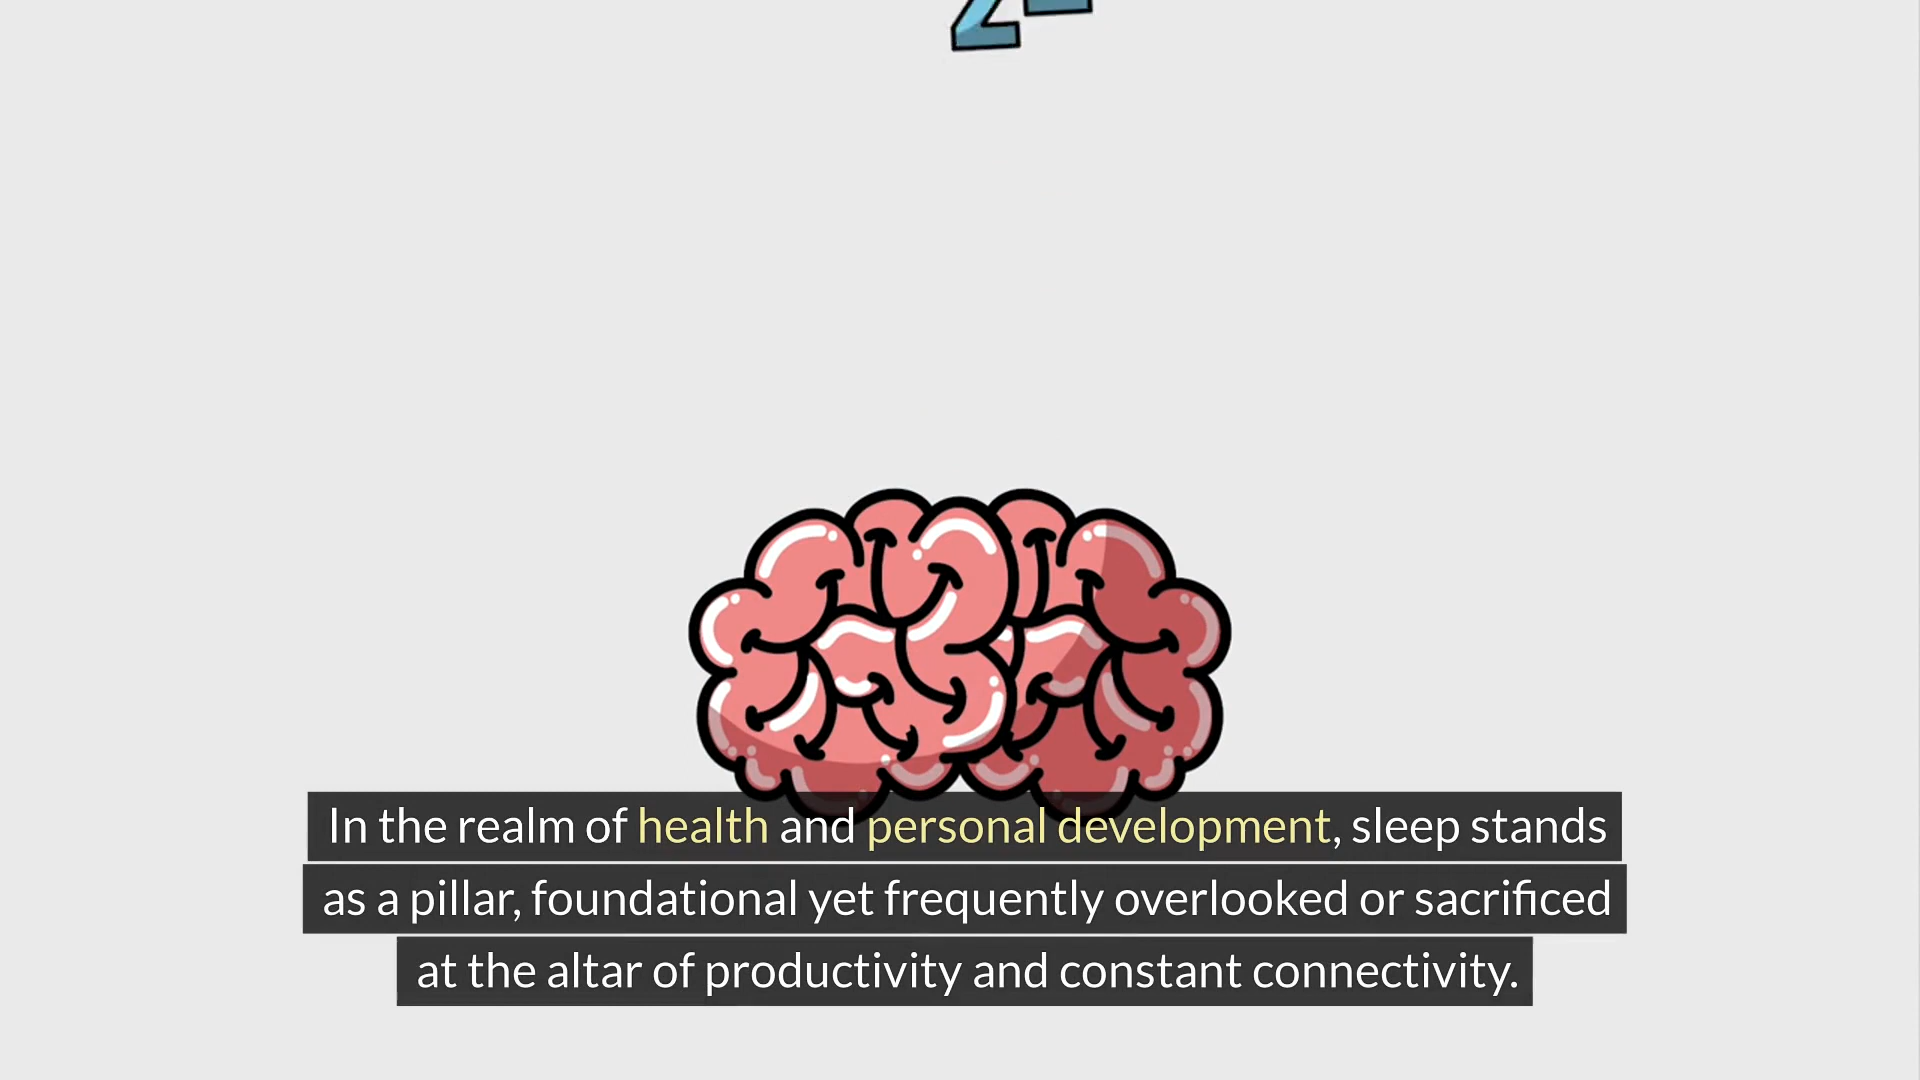 In the realm of health and personal development, sleep stands
as a pillar, foundational yet frequently overlooked or sacrificed
at the altar of productivity and constant connectivity.